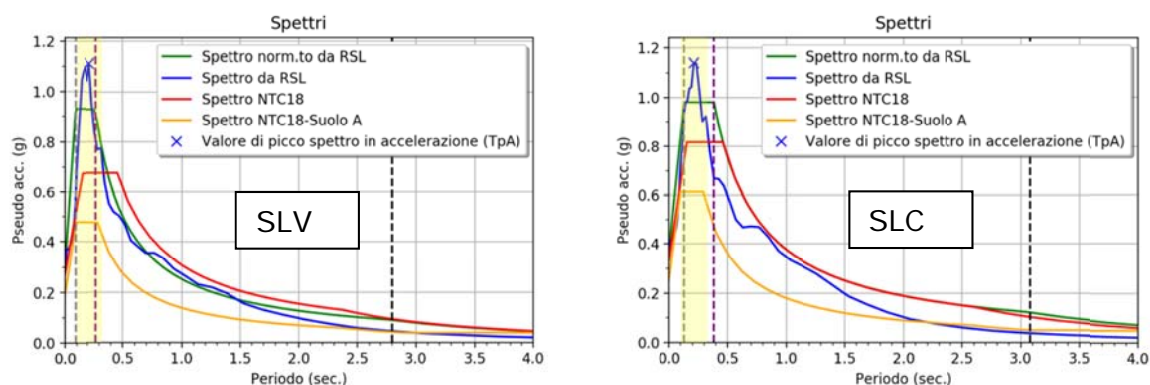 Spettri
1.2
1.0
0.8
0.6
0.4
0.2
0.0
Pseudo acc. (g)
Spettro norm.to da RSL
Spettro da RSL
Spettro NTC18
Spettro NTC18-Suolo A
Valore di picco spettro in accelerazione (TpA)
SLV
0.0 0.5 1.0 1.5 2.0 2.5 3.0 3.5 4.0
Periodo (sec.)
Spettri
1.2
1.0
0.8
0.6
0.4
0.2
0.0
Pseudo acc. (g)
Spettro norm.to da RSL
Spettro da RSL
Spettro NTC18
Spettro NTC18-Suolo A
Valore di picco spettro in accelerazione (TpA)
SLC
0.0 0.5 1.0 1.5 2.0 2.5 3.0 3.5 4.0
Periodo (sec.)